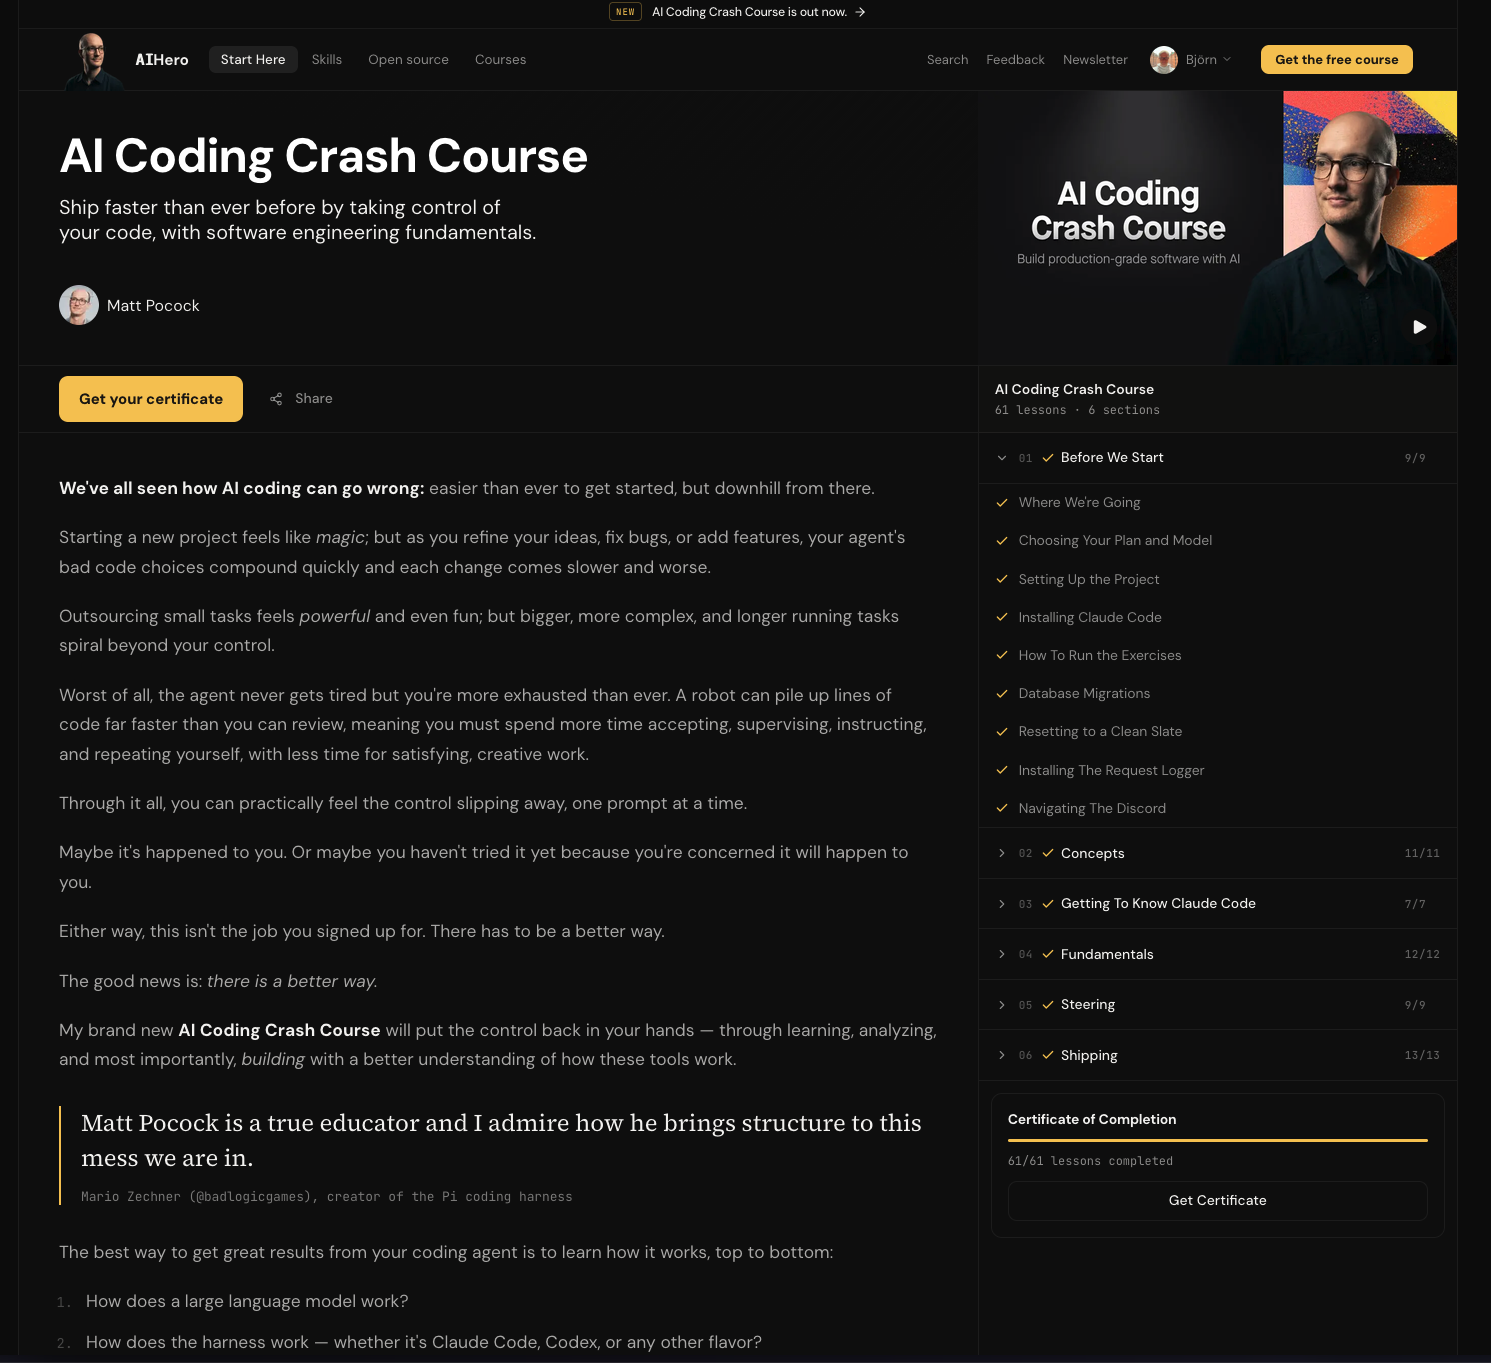 NEW AI Coding Crash Course is out now. →
AIHero
Start Here
Skills
Open source
Courses
Search
Feedback
Newsletter
Björn
Get the free course
AI Coding Crash Course
Ship faster than ever before by taking control of
your code, with software engineering fundamentals.
Matt Pocock
AI Coding
Crash Course
Build production-grade software with AI
Get your certificate
Share
We've all seen how AI coding can go wrong: easier than ever to get started, but downhill from there.
Starting a new project feels like magic; but as you refine your ideas, fix bugs, or add features, your agent's
bad code choices compound quickly and each change comes slower and worse.
Outsourcing small tasks feels powerful and even fun; but bigger, more complex, and longer running tasks
spiral beyond your control.
Worst of all, the agent never gets tired but you're more exhausted than ever. A robot can pile up lines of
code far faster than you can review, meaning you must spend more time accepting, supervising, instructing,
and repeating yourself, with less time for satisfying, creative work.
Through it all, you can practically feel the control slipping away, one prompt at a time.
Maybe it's happened to you. Or maybe you haven't tried it yet because you're concerned it will happen to
you.
Either way, this isn't the job you signed up for. There has to be a better way.
The good news is: there is a better way.
My brand new AI Coding Crash Course will put the control back in your hands — through learning, analyzing,
and most importantly, building with a better understanding of how these tools work.
Matt Pocock is a true educator and I admire how he brings structure to this
mess we are in.
Mario Zechner (@badlogicgames), creator of the Pi coding harness
The best way to get great results from your coding agent is to learn how it works, top to bottom:
1. How does a large language model work?
2. How does the harness work — whether it's Claude Code, Codex, or any other flavor?
AI Coding Crash Course
61 lessons · 6 sections
01 Before We Start 9/9
Where We're Going
Choosing Your Plan and Model
Setting Up the Project
Installing Claude Code
How To Run the Exercises
Database Migrations
Resetting to a Clean Slate
Installing The Request Logger
Navigating The Discord
02 Concepts 11/11
03 Getting To Know Claude Code 7/7
04 Fundamentals 12/12
05 Steering 9/9
06 Shipping 13/13
Certificate of Completion
61/61 lessons completed
Get Certificate